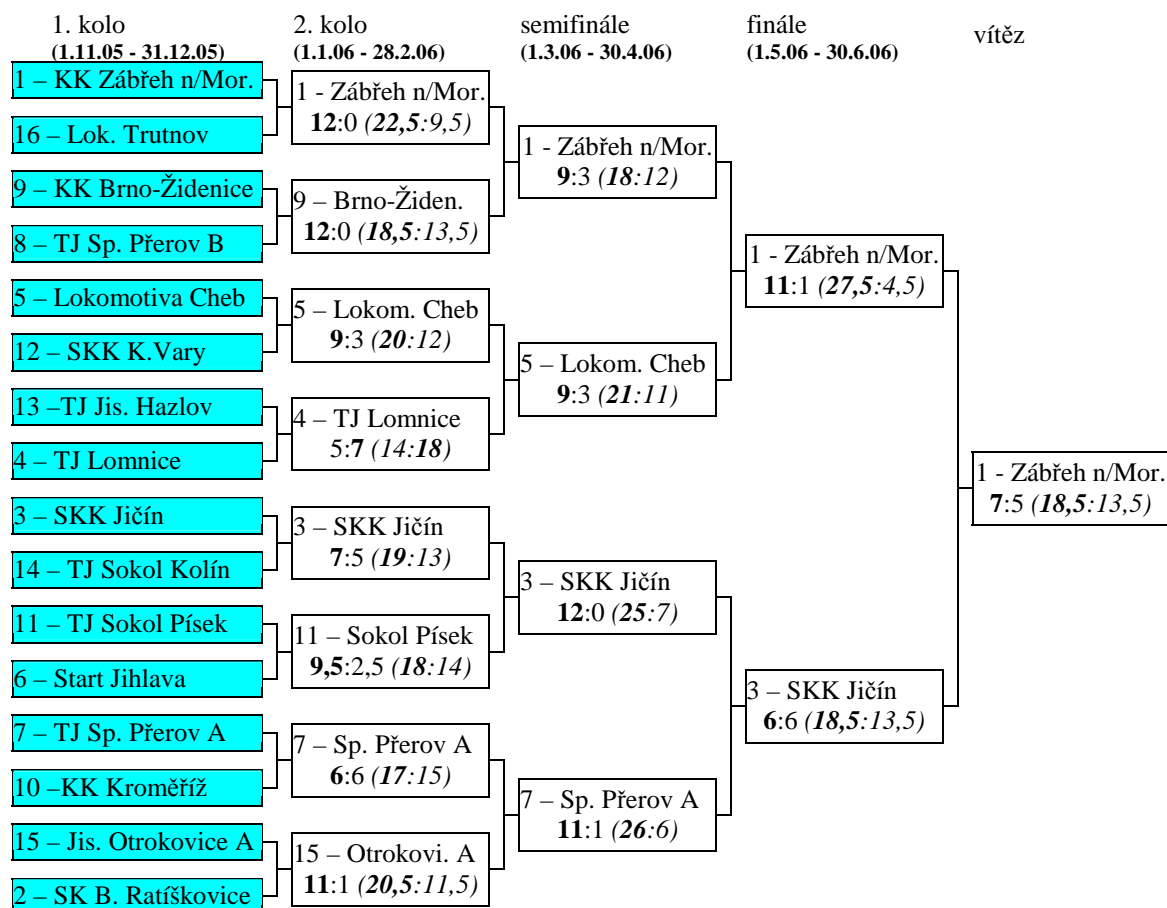 1. kolo
(1.11.05 - 31.12.05)
2. kolo
(1.1.06 - 28.2.06)
semifinále
(1.3.06 - 30.4.06)
finále
(1.5.06 - 30.6.06)
vítěz
1 – KK Zábřeh n/Mor.
16 – Lok. Trutnov
9 – KK Brno-Židenice
8 – TJ Sp. Přerov B
5 – Lokomotiva Cheb
12 – SKK K.Vary
13 –TJ Jis. Hazlov
4 – TJ Lomnice
3 – SKK Jičín
14 – TJ Sokol Kolín
11 – TJ Sokol Písek
6 – Start Jihlava
7 – TJ Sp. Přerov A
10 –KK Kroměříž
15 – Jis. Otrokovice A
2 – SK B. Ratíškovice
1 - Zábřeh n/Mor.
12:0 (22,5:9,5)
9 – Brno-Židen.
12:0 (18,5:13,5)
5 – Lokom. Cheb
9:3 (20:12)
4 – TJ Lomnice
5:7 (14:18)
3 – SKK Jičín
7:5 (19:13)
11 – Sokol Písek
9,5:2,5 (18:14)
7 – Sp. Přerov A
6:6 (17:15)
15 – Otrokovi. A
11:1 (20,5:11,5)
1 - Zábřeh n/Mor.
9:3 (18:12)
5 – Lokom. Cheb
9:3 (21:11)
3 – SKK Jičín
12:0 (25:7)
7 – Sp. Přerov A
11:1 (26:6)
1 - Zábřeh n/Mor.
11:1 (27,5:4,5)
3 – SKK Jičín
6:6 (18,5:13,5)
1 - Zábřeh n/Mor.
7:5 (18,5:13,5)